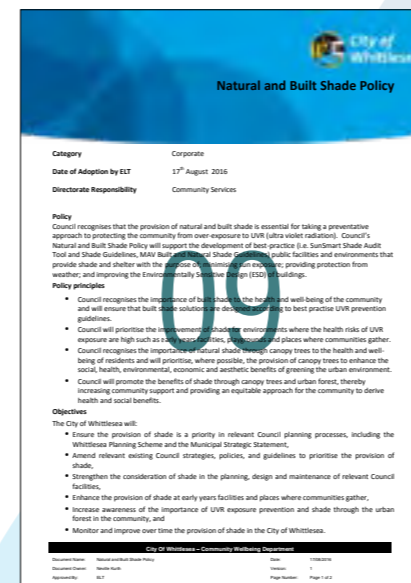 City of
Whittlesea
Natural and Built Shade Policy
Category Corporate
Date of Adoption by ELT 17th August 2016
Directorate Responsibility Community Services
Policy
Council recognises that the provision of natural and built shade is essential for taking a preventative
approach to protecting the community from over-exposure to UVR (ultra violet radiation). Council's
Natural and Built Shade Policy will support the development of best-practice (i.e. SunSmart Shade Audit
Tool and Shade Guidelines, MAV Built and Natural Shade Guidelines) public facilities and environments that
provide shade and shelter with the purpose of; minimising sun exposure; providing protection from
weather; and improving the Environmentally Sensitive Design (ESD) of buildings.
Policy principles
• Council recognises the importance of built shade to the health and well-being of the community
and will ensure that built shade solutions are designed according to best practise UVR prevention
guidelines.
• Council will prioritise the improvement of shade for environments where the health risks of UVR
exposure are high such as early years facilities, playgrounds and places where communities gather.
• Council recognises the importance of natural shade through canopy trees to the health and well-
being of residents and will prioritise, where possible, the provision of canopy trees to enhance the
social, health, environmental, economic and aesthetic benefits of greening the urban environment.
• Council will promote the benefits of shade through canopy trees and urban forest, thereby
increasing community support and providing an equitable approach for the community to derive
health and social benefits.
09
Objectives
The City of Whittlesea will:
• Ensure the provision of shade is a priority in relevant Council planning processes, including the
Whittlesea Planning Scheme and the Municipal Strategic Statement,
• Amend relevant existing Council strategies, policies, and guidelines to prioritise the provision of
shade,
• Strengthen the consideration of shade in the planning, design and maintenance of relevant Council
facilities,
• Enhance the provision of shade at early years facilities and places where communities gather,
• Increase awareness of the importance of UVR exposure prevention and shade through the urban
forest in the community, and
• Monitor and improve over time the provision of shade in the City of Whittlesea.
City Of Whittlesea – Community Wellbeing Department
Document Name: Natural and Built Shade Policy Date: 17/08/2016
Document Owner: Neville Kurth Version: 1
Approved By: ELT Page Number: Page 1 of 2